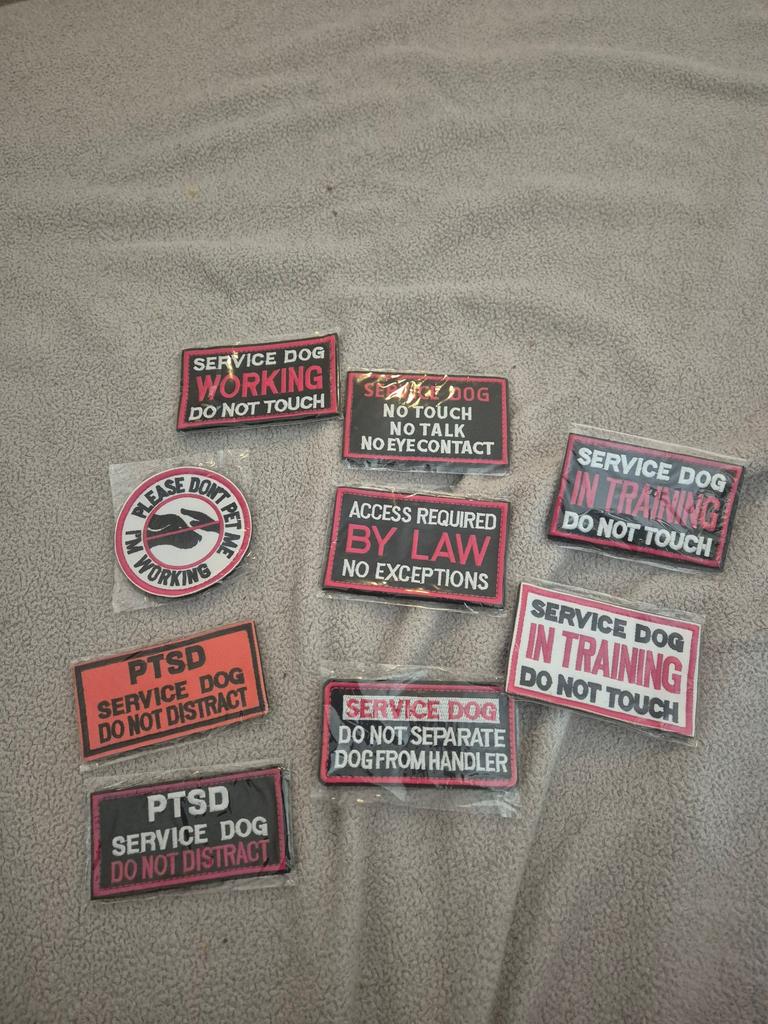 SERVICE DOG
WORKING
DO NOT TOUCH
SERVICE DOG
NO TOUCH
NO TALK
NO EYE CONTACT
SERVICE DOG
IN TRAINING
DO NOT TOUCH
PLEASE DON'T PET ME
I'M WORKING
ACCESS REQUIRED
BY LAW
NO EXCEPTIONS
SERVICE DOG
IN TRAINING
DO NOT TOUCH
PTSD
SERVICE DOG
DO NOT DISTRACT
SERVICE DOG
DO NOT SEPARATE
DOG FROM HANDLER
PTSD
SERVICE DOG
DO NOT DISTRACT